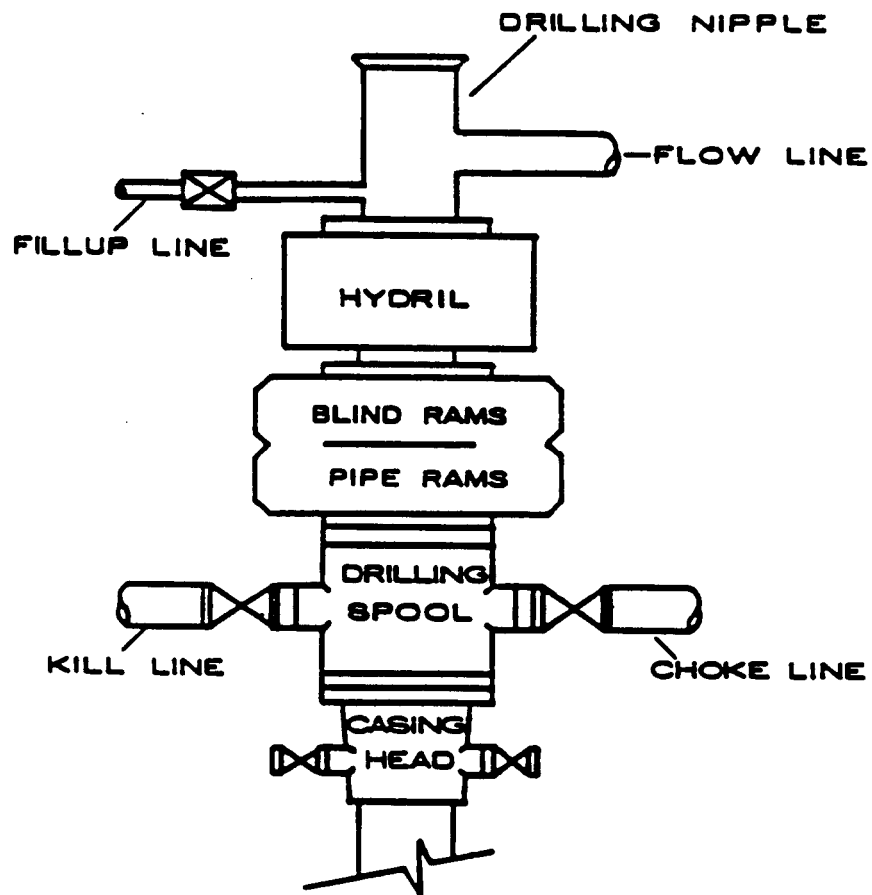 DRILLING NIPPLE
FLOW LINE
FILLUP LINE
HYDRIL
BLIND RAMS
PIPE RAMS
DRILLING
SPOOL
KILL LINE
CHOKE LINE
CASING
HEAD